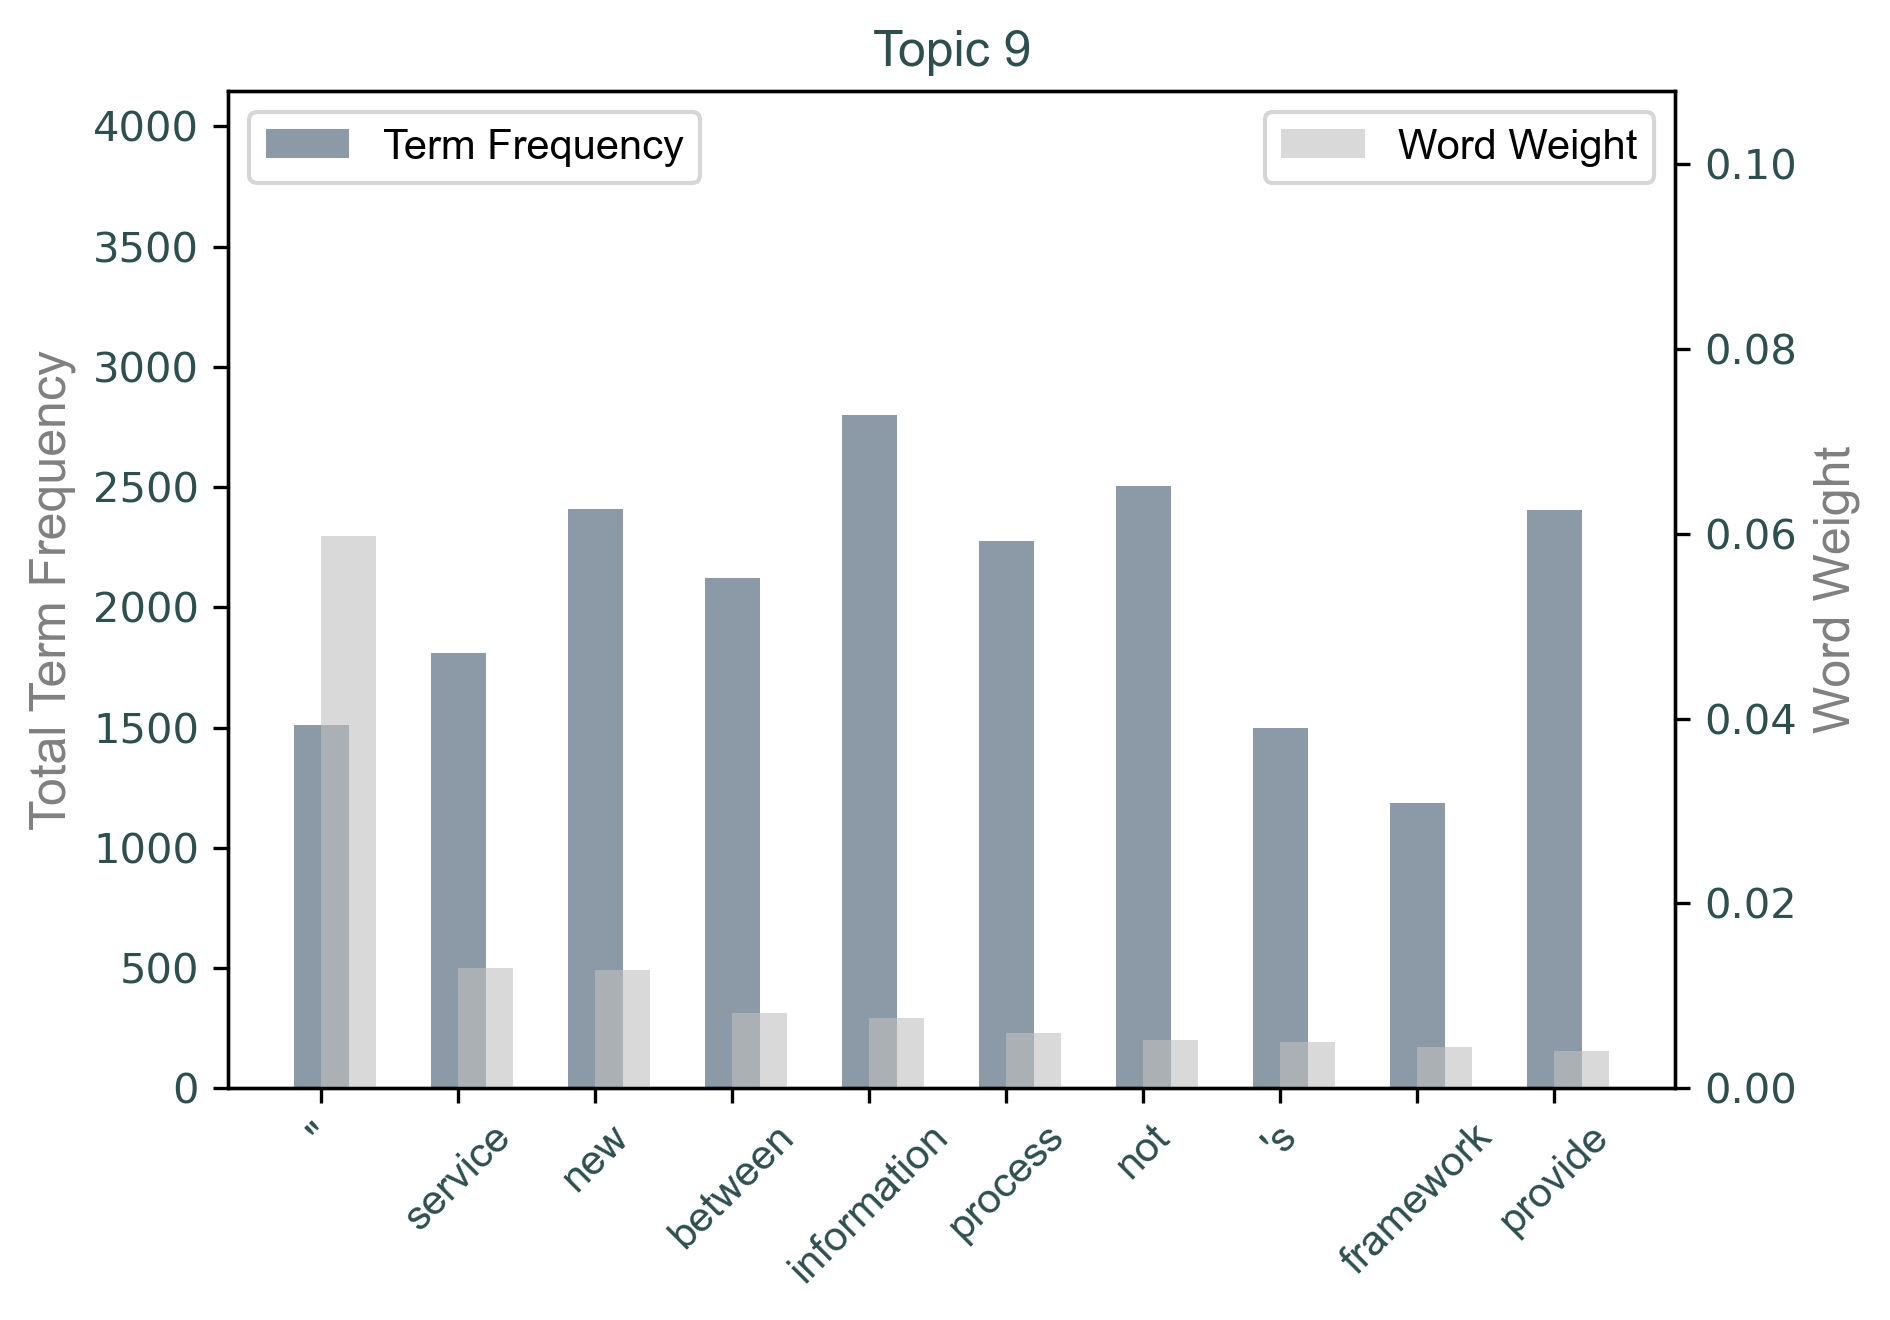 Topic 9
Term Frequency
Word Weight
Total Term Frequency
4000
3500
3000
2500
2000
1500
1000
500
0
0.10
0.08
0.06
0.04
0.02
0.00
Word Weight
"
service
new
between
information
process
not
's
framework
provide